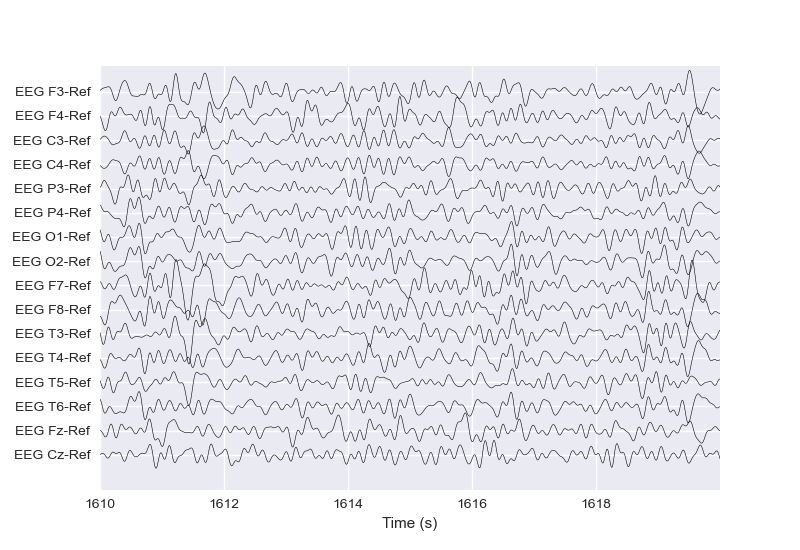 EEG F3-Ref
EEG F4-Ref
EEG C3-Ref
EEG C4-Ref
EEG P3-Ref
EEG P4-Ref
EEG O1-Ref
EEG O2-Ref
EEG F7-Ref
EEG F8-Ref
EEG T3-Ref
EEG T4-Ref
EEG T5-Ref
EEG T6-Ref
EEG Fz-Ref
EEG Cz-Ref
1610 1612 1614 1616 1618
Time (s)